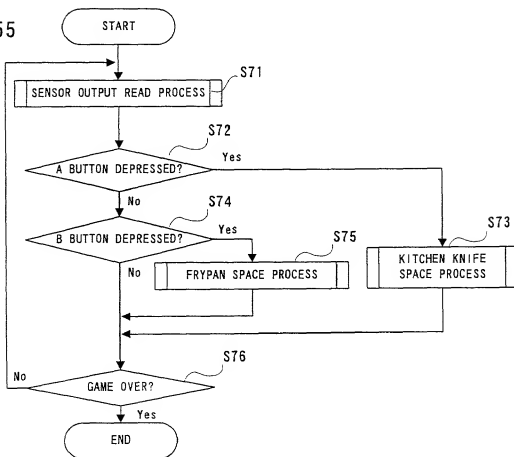 55
START
S71
SENSOR OUTPUT READ PROCESS
S72
A BUTTON DEPRESSED?
Yes
No
S74
B BUTTON DEPRESSED?
Yes
No
S75
FRYPAN SPACE PROCESS
S73
KITCHEN KNIFE
SPACE PROCESS
S76
No
GAME OVER?
Yes
END